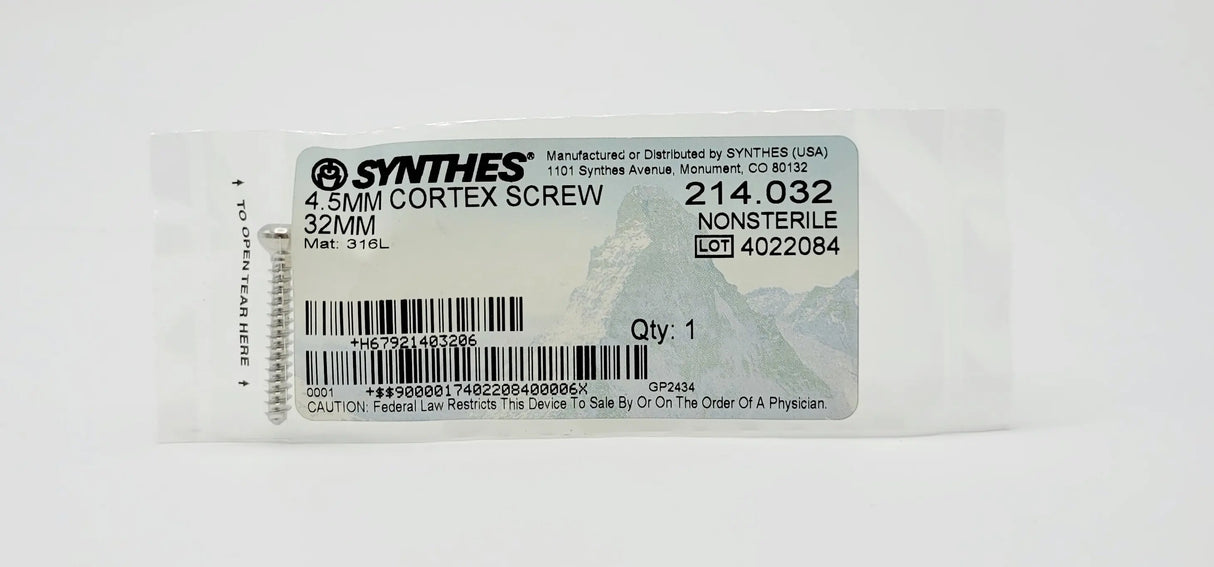 TO OPEN TEAR HERE
SYNTHES®
Manufactured or Distributed by SYNTHES (USA)
1101 Synthes Avenue, Monument, CO 80132
4.5MM CORTEX SCREW
32MM
Mat: 316L
214.032
NONSTERILE
LOT 4022084
+H67921403206
Qty: 1
0001 +$$9000017402208400006X GP2434
CAUTION: Federal Law Restricts This Device To Sale By Or On The Order Of A Physician.